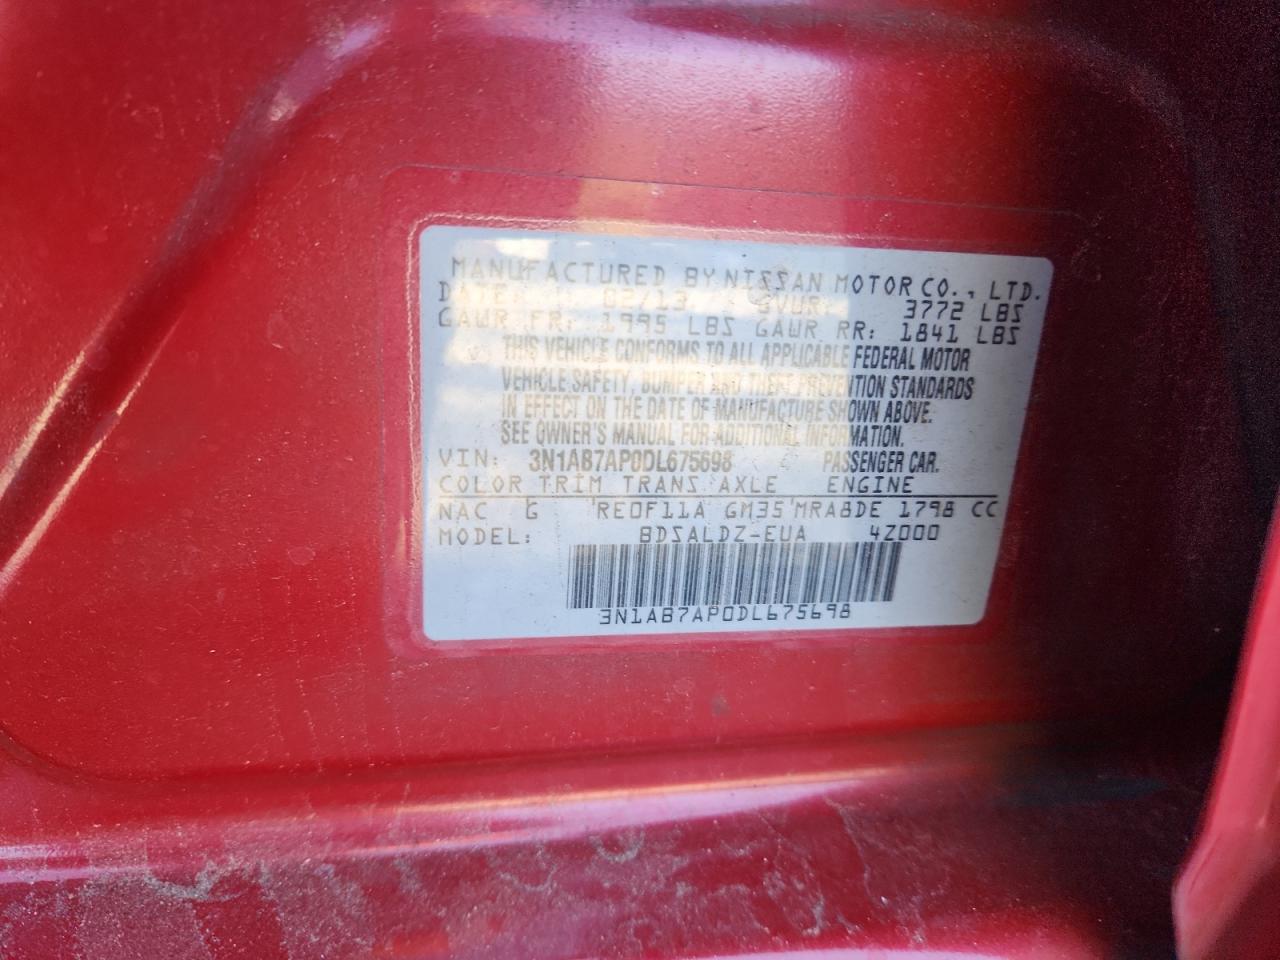 MANUFACTURED BY NISSAN MOTOR CO., LTD.
DATE: 02/13 GVWR: 3772 LBS
GAWR FR: 1995 LBS GAWR RR: 1841 LBS
THIS VEHICLE CONFORMS TO ALL APPLICABLE FEDERAL MOTOR
VEHICLE SAFETY, BUMPER AND THEFT PREVENTION STANDARDS
IN EFFECT ON THE DATE OF MANUFACTURE SHOWN ABOVE.
SEE OWNER'S MANUAL FOR ADDITIONAL INFORMATION.
VIN: 3N1AB7AP0DL675698 PASSENGER CAR.
COLOR TRIM TRANS AXLE ENGINE
NAC G RE0F11A GM35 MRA8DE 1798 CC
MODEL: BDSALDZ-EUA 4Z000
3N1AB7AP0DL675698